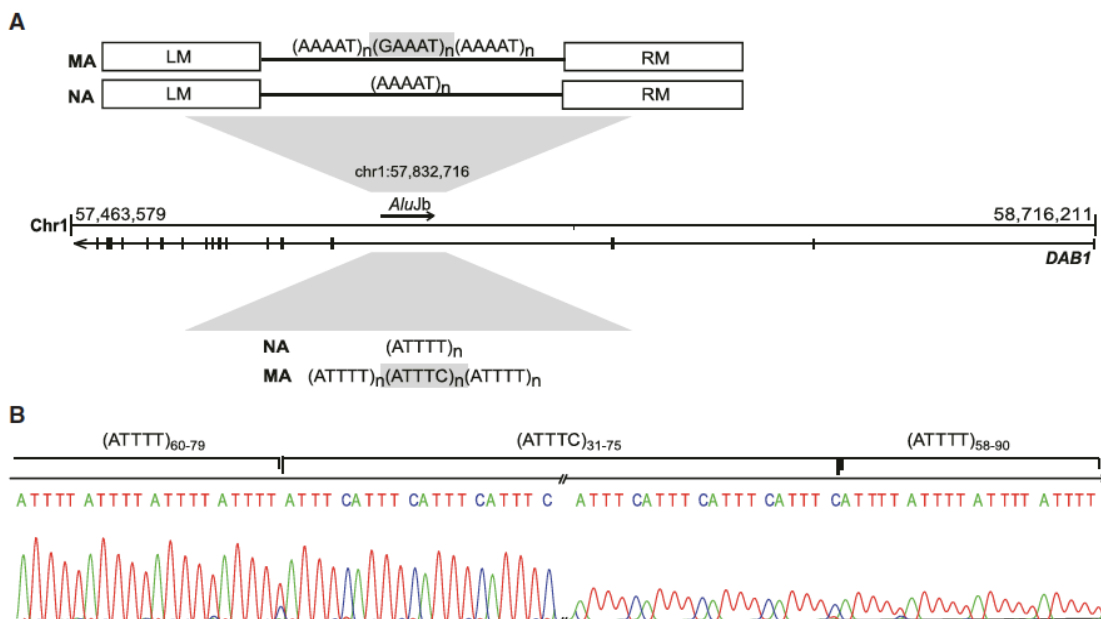 A
(AAAAT)n(GAAAT)n(AAAAT)n
MA LM RM
(AAAAT)n
NA LM RM
chr1:57,832,716
AluJb
57,463,579 58,716,211
Chr1
DAB1
NA (ATTTT)n
MA (ATTTT)n(ATTTC)n(ATTTT)n
B
(ATTTT)60-79 (ATTTC)31-75 (ATTTT)58-90
A TTTT ATTTT ATTTT ATTTT ATTT CATTT CATTT CATTT C // ATTT CATTT CATTT CATTT CATTTT ATTTT ATTTT ATTTT